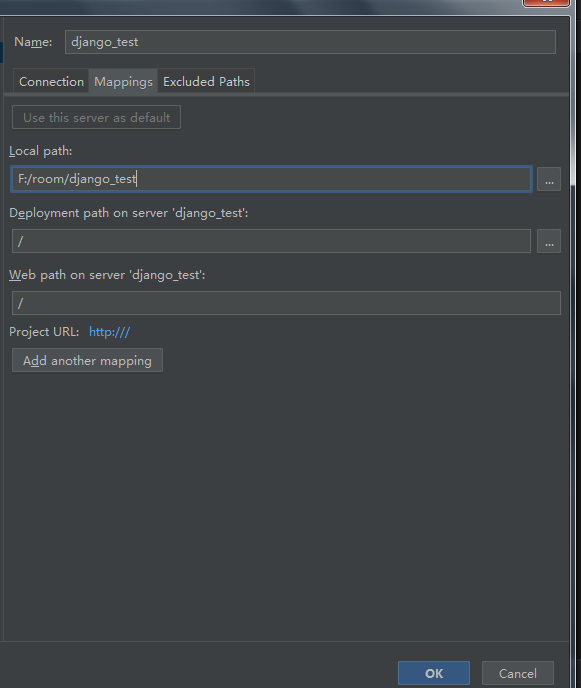 Name: django_test
Connection Mappings Excluded Paths
Use this server as default
Local path:
F:/room/django_test
...
Deployment path on server 'django_test':
/
...
Web path on server 'django_test':
/
Project URL: http:///
Add another mapping
OK Cancel